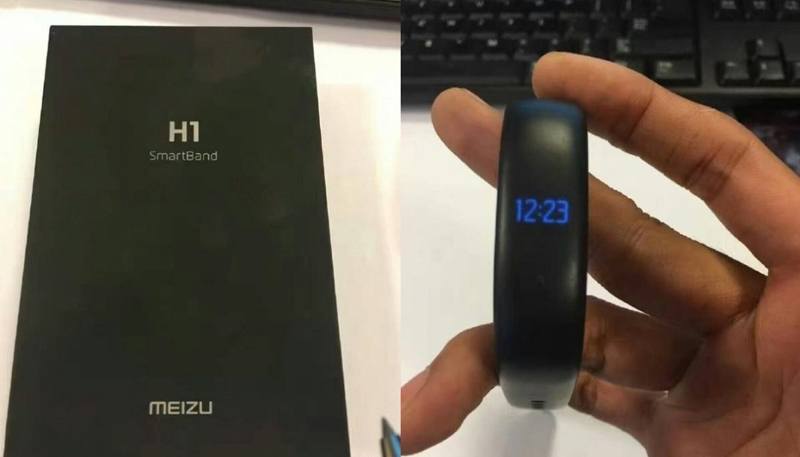 H1
SmartBand
MEIZU
12:23